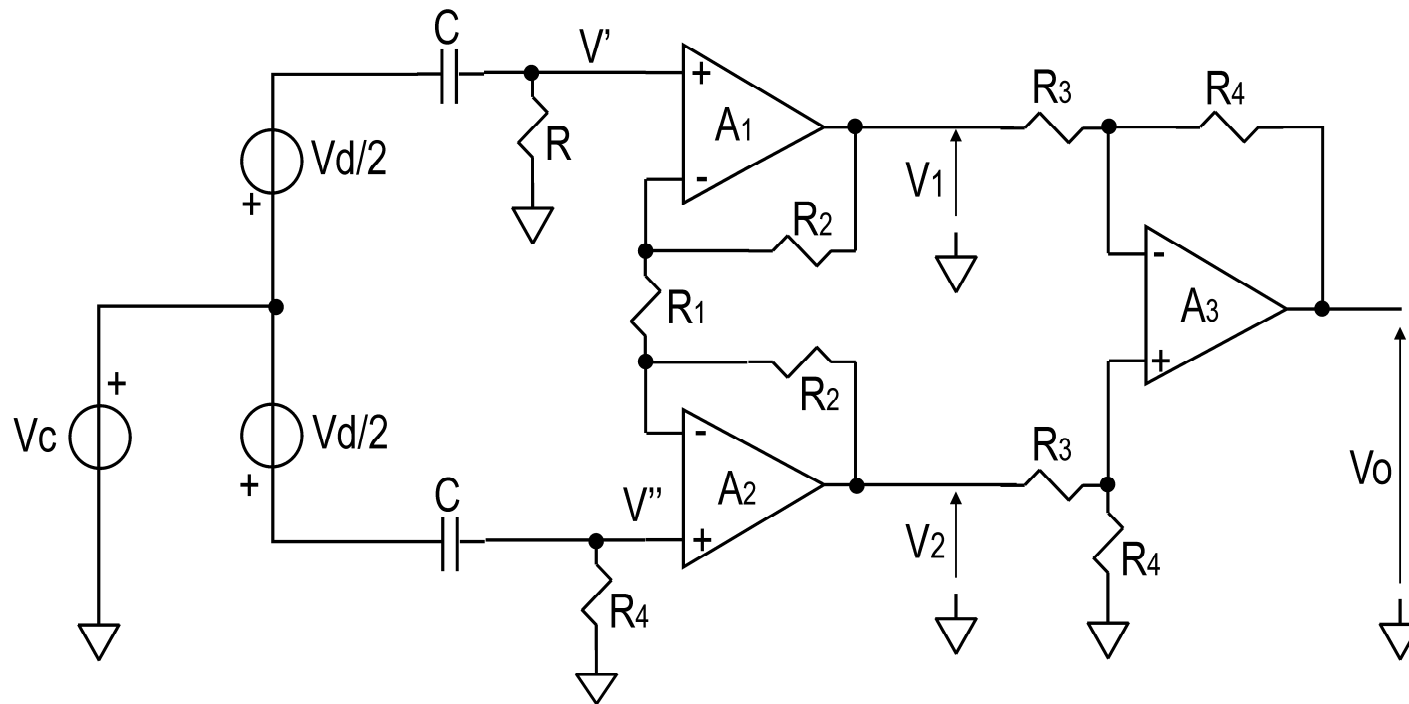 C
V’
+
A1
-
R
Vd/2
+
R2
R1
R2
V1
R3
R4
-
A3
+
Vc
+
Vd/2
+
C
V”
-
A2
+
R4
R3
V2
R4
Vo